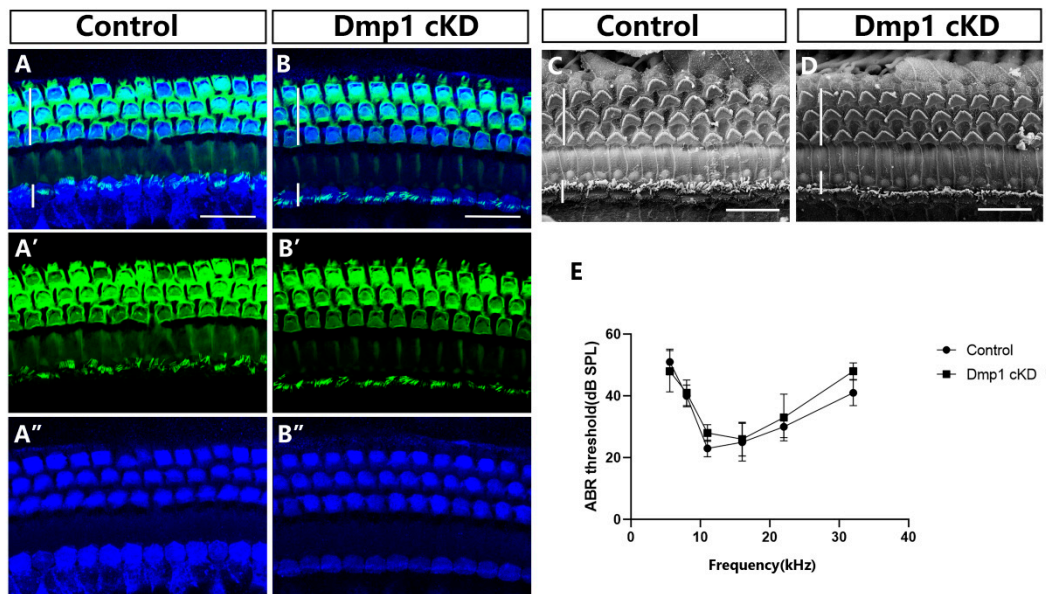 Control
Dmp1 cKD
Control
Dmp1 cKD
A
B
C
D
A′
B′
E
60
40
20
0
0
10
20
30
40
ABR threshold(dB SPL)
Frequency(kHz)
Control
Dmp1 cKD
A″
B″